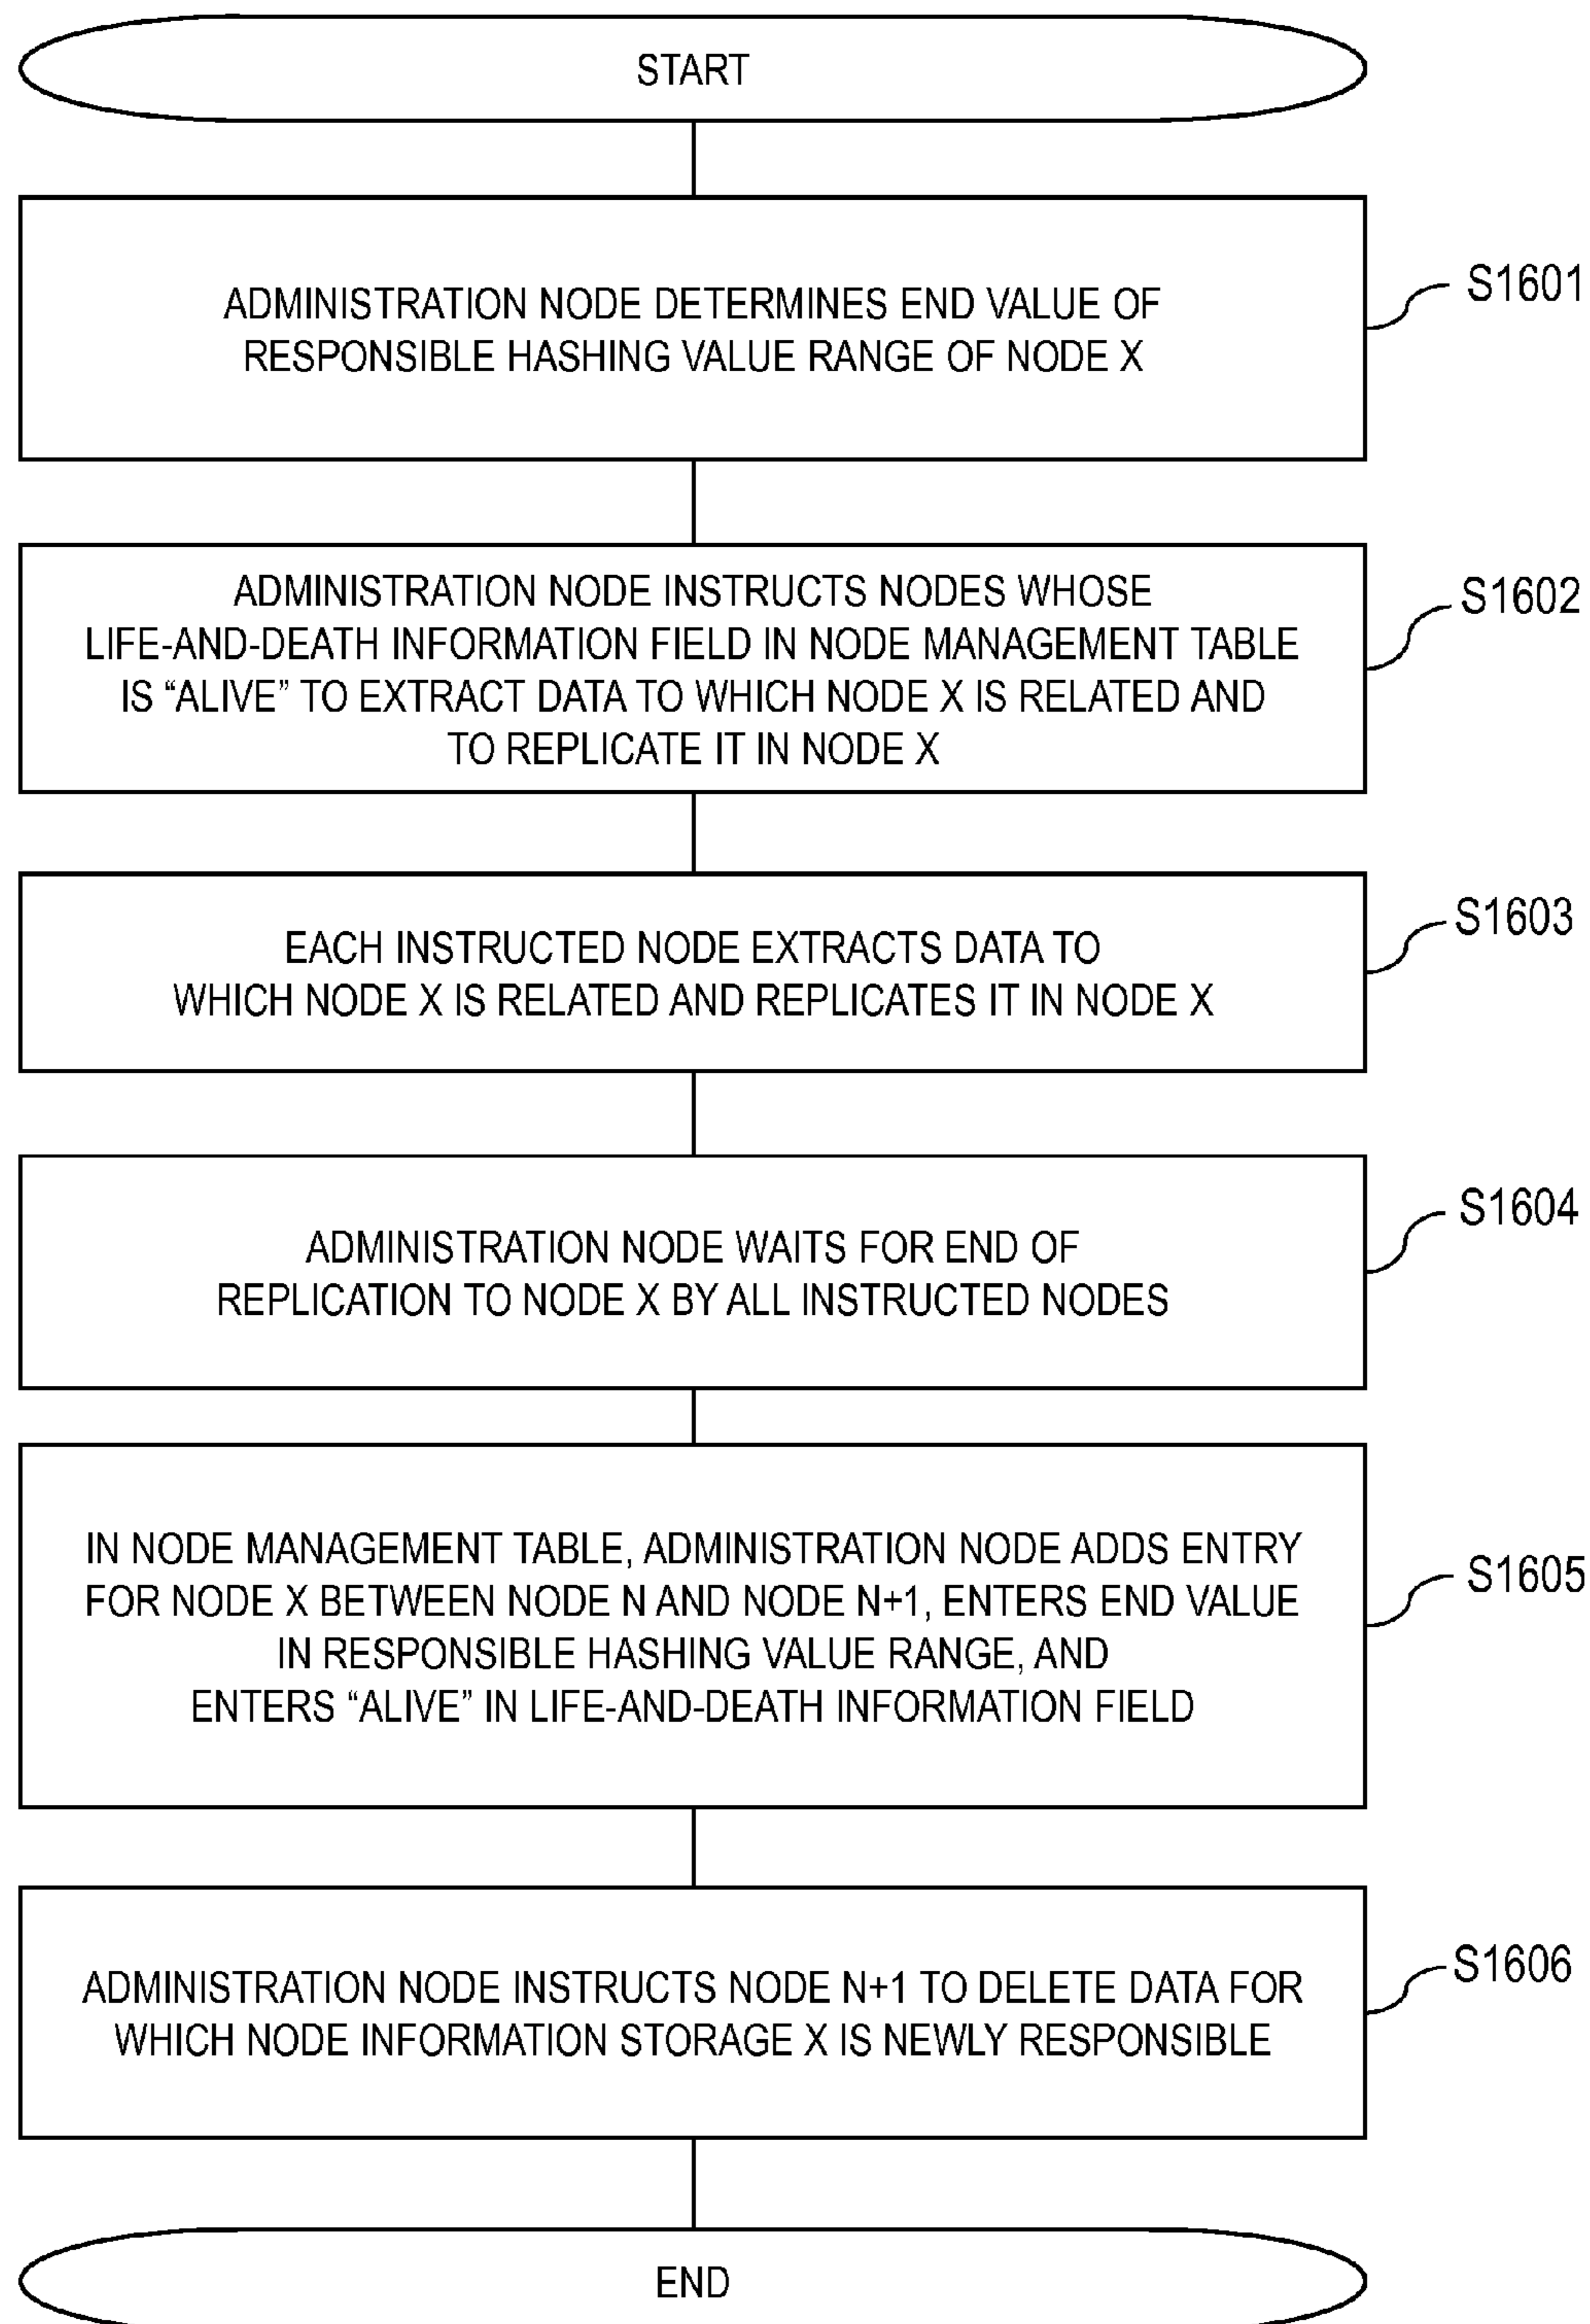 START
ADMINISTRATION NODE DETERMINES END VALUE OF
RESPONSIBLE HASHING VALUE RANGE OF NODE X
S1601
ADMINISTRATION NODE INSTRUCTS NODES WHOSE
LIFE-AND-DEATH INFORMATION FIELD IN NODE MANAGEMENT TABLE
IS “ALIVE” TO EXTRACT DATA TO WHICH NODE X IS RELATED AND
TO REPLICATE IT IN NODE X
S1602
EACH INSTRUCTED NODE EXTRACTS DATA TO
WHICH NODE X IS RELATED AND REPLICATES IT IN NODE X
S1603
ADMINISTRATION NODE WAITS FOR END OF
REPLICATION TO NODE X BY ALL INSTRUCTED NODES
S1604
IN NODE MANAGEMENT TABLE, ADMINISTRATION NODE ADDS ENTRY
FOR NODE X BETWEEN NODE N AND NODE N+1, ENTERS END VALUE
IN RESPONSIBLE HASHING VALUE RANGE, AND
ENTERS “ALIVE” IN LIFE-AND-DEATH INFORMATION FIELD
S1605
ADMINISTRATION NODE INSTRUCTS NODE N+1 TO DELETE DATA FOR
WHICH NODE INFORMATION STORAGE X IS NEWLY RESPONSIBLE
S1606
END